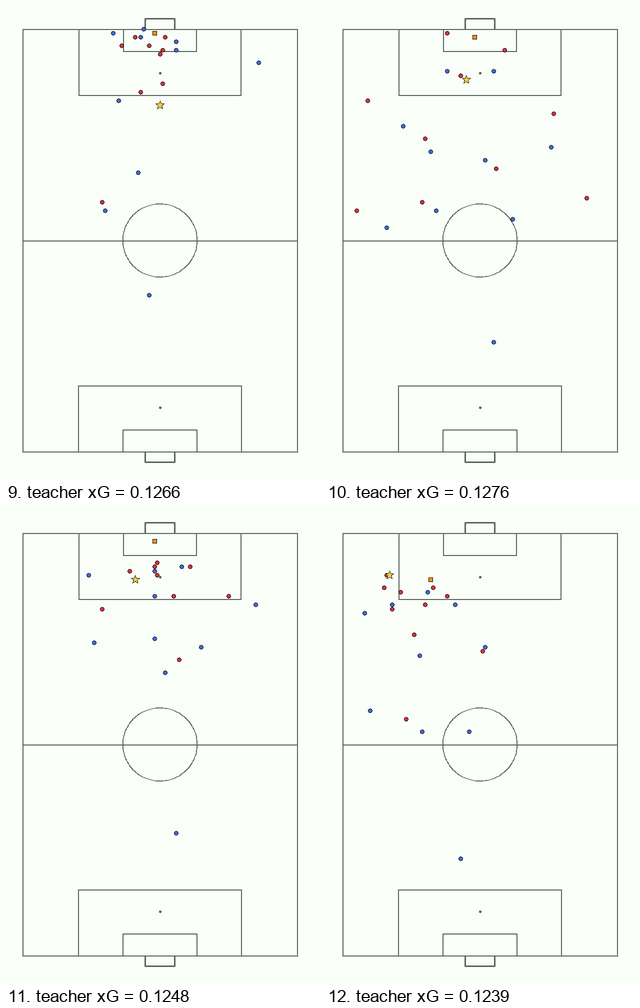 9. teacher xG = 0.1266
10. teacher xG = 0.1276
11. teacher xG = 0.1248
12. teacher xG = 0.1239